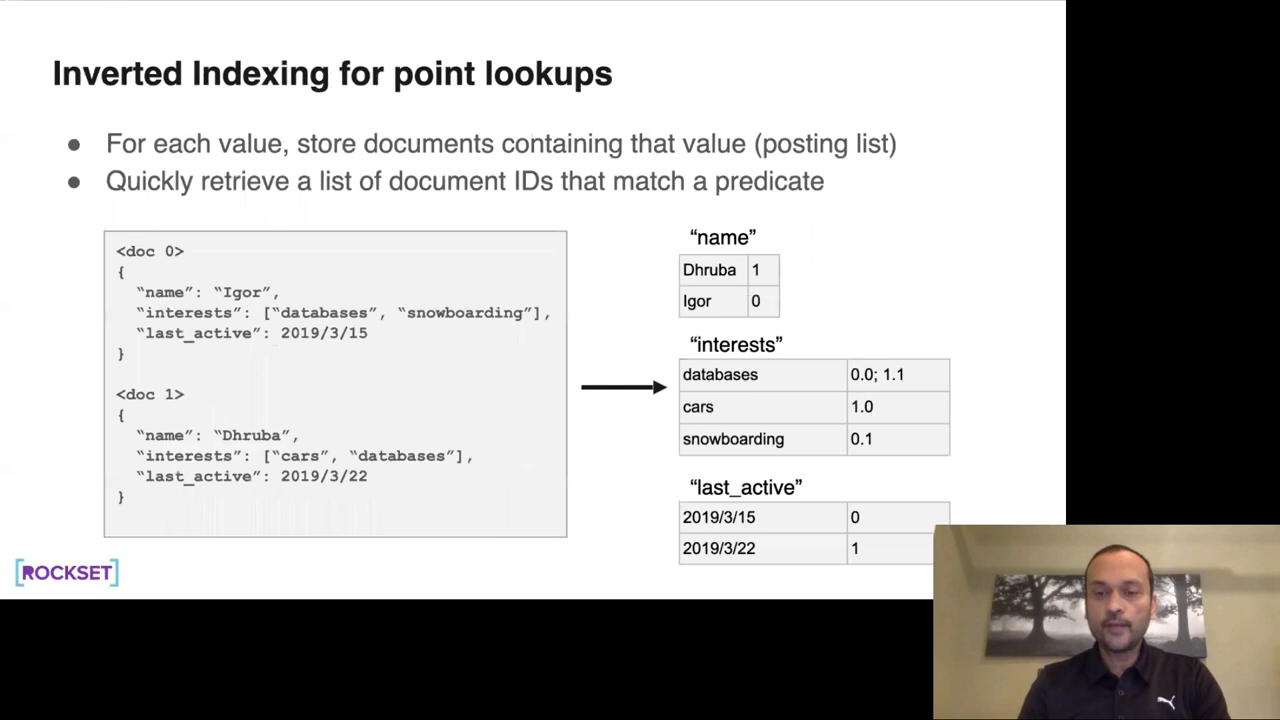 Inverted Indexing for point lookups
● For each value, store documents containing that value (posting list)
● Quickly retrieve a list of document IDs that match a predicate
<doc 0>
{
“name”: “Igor”,
“interests”: [“databases”, “snowboarding”],
“last_active”: 2019/3/15
}
<doc 1>
{
“name”: “Dhruba”,
“interests”: [“cars”, “databases”],
“last_active”: 2019/3/22
}
“name”
Dhruba 1
Igor 0
“interests”
databases 0.0; 1.1
cars 1.0
snowboarding 0.1
“last_active”
2019/3/15 0
2019/3/22 1
[ROCKSET]